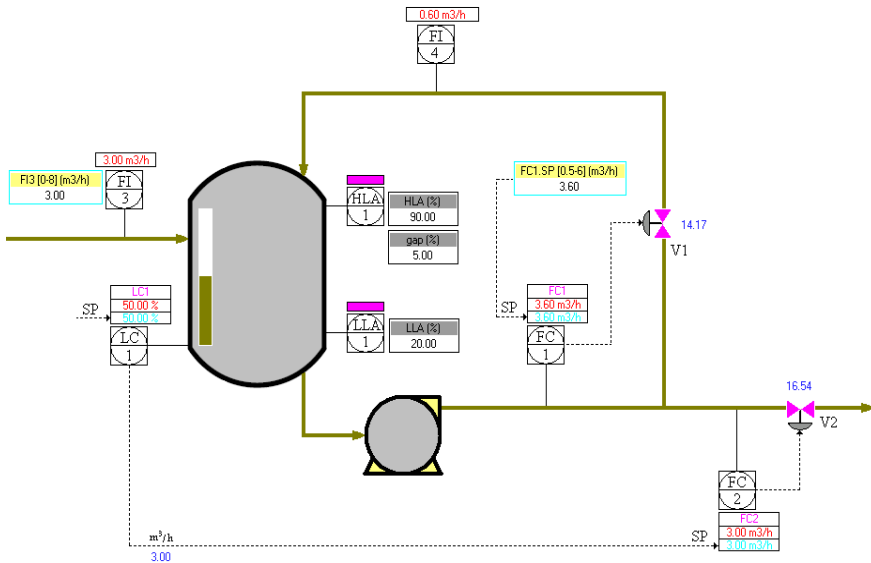 0.60 m3/h
FI
4
3.00 m3/h
FI3 [0-8] (m3/h)
3.00
FI
3
FC1.SP [0.5-6] (m3/h)
3.60
HLA
1
HLA (%)
90.00
gap (%)
5.00
14.17
V1
LC1
50.00 %
50.00 %
SP
LC
1
LLA
1
LLA (%)
20.00
FC1
3.60 m3/h
3.60 m3/h
SP
FC
1
16.54
V2
FC
2
FC2
3.00 m3/h
3.00 m3/h
SP
m³/h
3.00